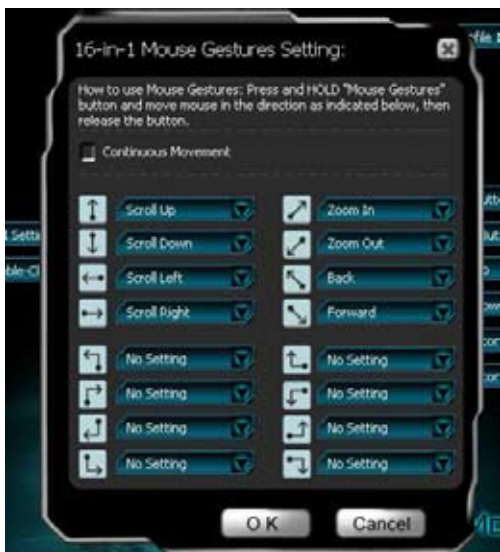 16-in-1 Mouse Gestures Setting:
How to use Mouse Gestures: Press and HOLD "Mouse Gestures"
button and move mouse in the direction as indicated below, then
release the button.
Continuous Movement
Scroll Up
Zoom In
Scroll Down
Zoom Out
Scroll Left
Back
Scroll Right
Forward
No Setting
No Setting
No Setting
No Setting
No Setting
No Setting
No Setting
No Setting
OK
Cancel